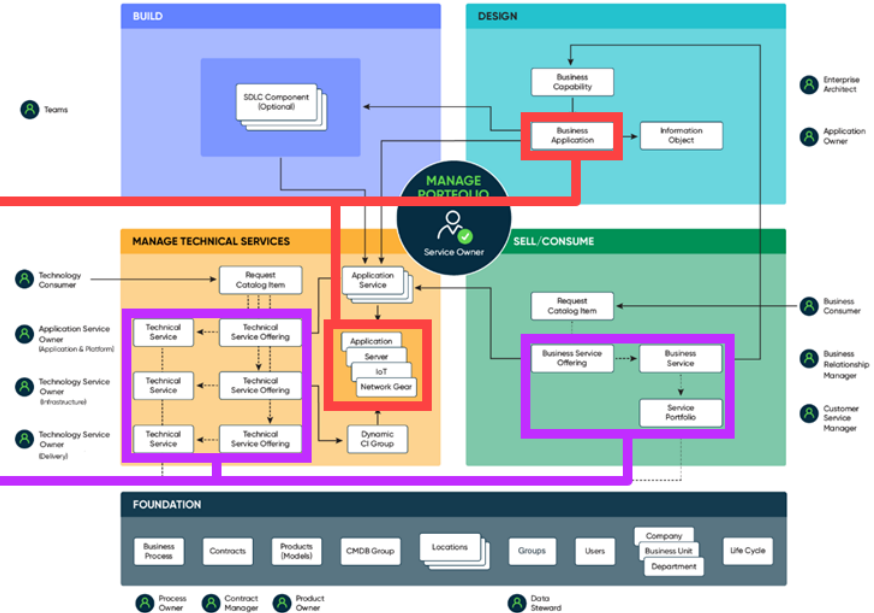 BUILD
DESIGN
SDLC Component
(Optional)
Teams
Business
Capability
Enterprise
Architect
Business
Application
Information
Object
Application
Owner
MANAGE
PORTFOLIO
Service Owner
MANAGE TECHNICAL SERVICES
SELL/CONSUME
Technology
Consumer
Request
Catalog Item
Application
Service
Request
Catalog Item
Business
Consumer
Application Service
Owner
(Application & Platform)
Technical
Service
Technical
Service Offering
Application
Server
IoT
Network Gear
Business Service
Offering
Business
Service
Business
Relationship
Manager
Technology Service
Owner
(Infrastructure)
Technical
Service
Technical
Service Offering
Service
Portfolio
Customer
Service
Manager
Technology Service
Owner
(Delivery)
Technical
Service
Technical
Service Offering
Dynamic
CI Group
FOUNDATION
Business
Process
Contracts
Products
(Models)
CMDB Group
Locations
Groups
Users
Company
Business Unit
Department
Life Cycle
Process
Owner
Contract
Manager
Product
Owner
Data
Steward